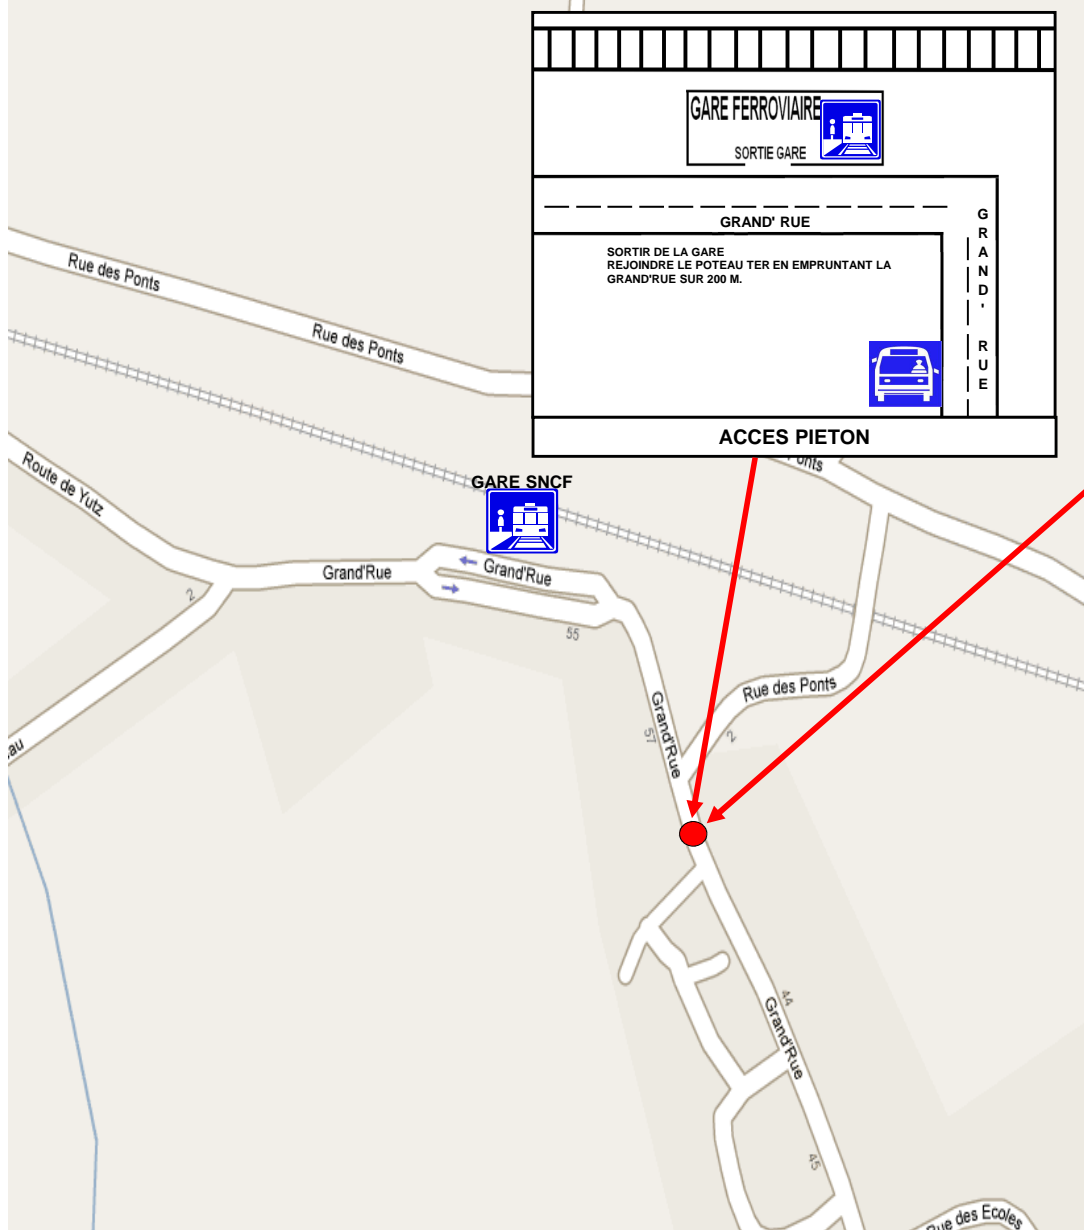 GARE FERROVIAIRE
SORTIE GARE
GRAND' RUE
GRAND' RUE
SORTIR DE LA GARE
REJOINDRE LE POTEAU TER EN EMPRUNTANT LA
GRAND'RUE SUR 200 M.
ACCES PIETON
Rue des Ponts
Rue des Ponts
Route de Yutz
GARE SNCF
Grand'Rue
Grand'Rue
2
55
Rue des Ponts
Grand'Rue
57
2
44
Grand'Rue
45
Rue des Ecoles